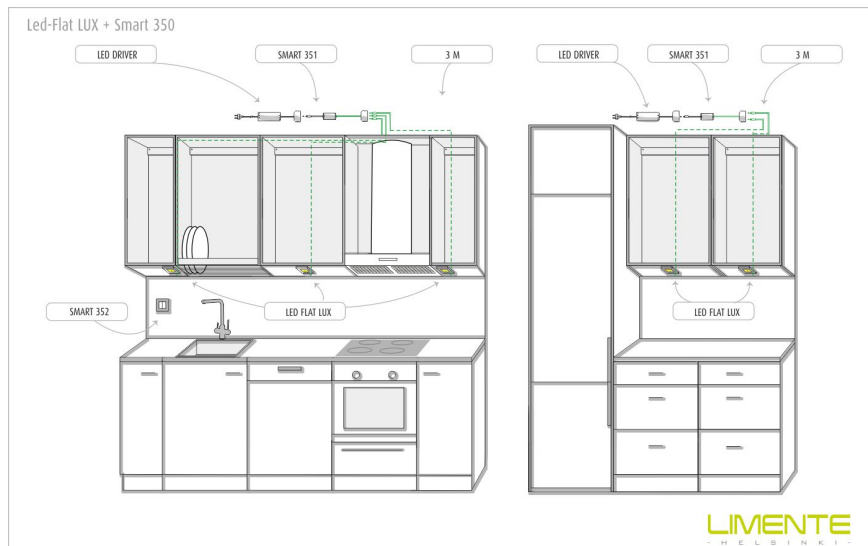 Led-Flat LUX + Smart 350
LED DRIVER
SMART 351
3 M
LED DRIVER
SMART 351
3 M
SMART 352
LED FLAT LUX
LED FLAT LUX
LIMENTE
- HELSINKI -